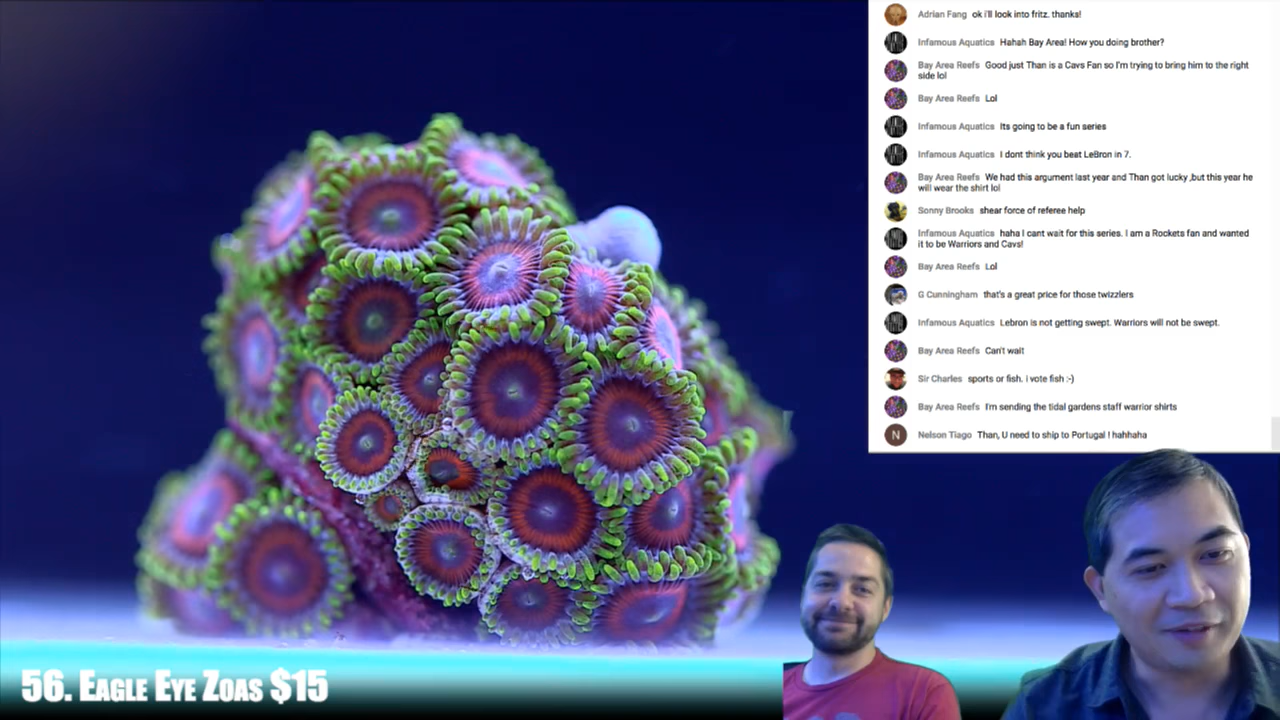 Adrian Fang ok i'll look into fritz. thanks!
Infamous Aquatics Hahah Bay Area! How you doing brother?
Bay Area Reefs Good just Than is a Cavs Fan so I'm trying to bring him to the right
side lol
Bay Area Reefs Lol
Infamous Aquatics Its going to be a fun series
Infamous Aquatics I dont think you beat LeBron in 7.
Bay Area Reefs We had this argument last year and Than got lucky ,but this year he
will wear the shirt lol
Sonny Brooks shear force of referee help
Infamous Aquatics haha I cant wait for this series. I am a Rockets fan and wanted
it to be Warriors and Cavs!
Bay Area Reefs Lol
G Cunningham that's a great price for those twizzlers
Infamous Aquatics Lebron is not getting swept. Warriors will not be swept.
Bay Area Reefs Can't wait
Sir Charles sports or fish. i vote fish :-)
Bay Area Reefs I'm sending the tidal gardens staff warrior shirts
N Nelson Tiago Than, U need to ship to Portugal ! hahhaha
56. Eagle Eye Zoas $15